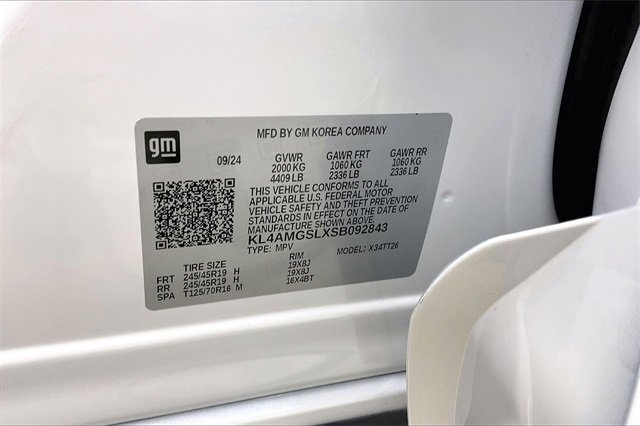 gm
MFD BY GM KOREA COMPANY
09/24 GVWR GAWR FRT GAWR RR
2000 KG 1060 KG 1060 KG
4409 LB 2336 LB 2336 LB
THIS VEHICLE CONFORMS TO ALL
APPLICABLE U.S. FEDERAL MOTOR
VEHICLE SAFETY AND THEFT PREVENTION
STANDARDS IN EFFECT ON THE DATE OF
MANUFACTURE SHOWN ABOVE.
KL4AMGSLXSB092843
TYPE: MPV MODEL: X34TT26
TIRE SIZE RIM
FRT 245/45R19 H 19X8J
RR 245/45R19 H 19X8J
SPA T125/70R16 M 16X4BT